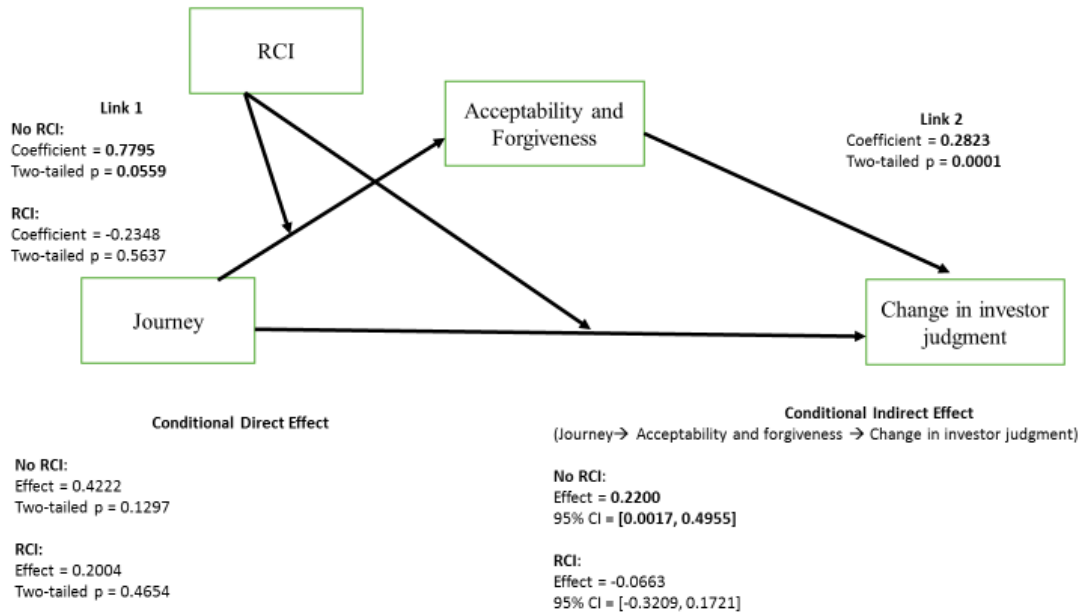 RCI
Link 1
No RCI:
Coefficient = 0.7795
Two-tailed p = 0.0559
RCI:
Coefficient = -0.2348
Two-tailed p = 0.5637
Acceptability and
Forgiveness
Link 2
Coefficient = 0.2823
Two-tailed p = 0.0001
Journey
Change in investor
judgment
Conditional Direct Effect
No RCI:
Effect = 0.4222
Two-tailed p = 0.1297
RCI:
Effect = 0.2004
Two-tailed p = 0.4654
Conditional Indirect Effect
(Journey→ Acceptability and forgiveness → Change in investor judgment)
No RCI:
Effect = 0.2200
95% CI = [0.0017, 0.4955]
RCI:
Effect = -0.0663
95% CI = [-0.3209, 0.1721]